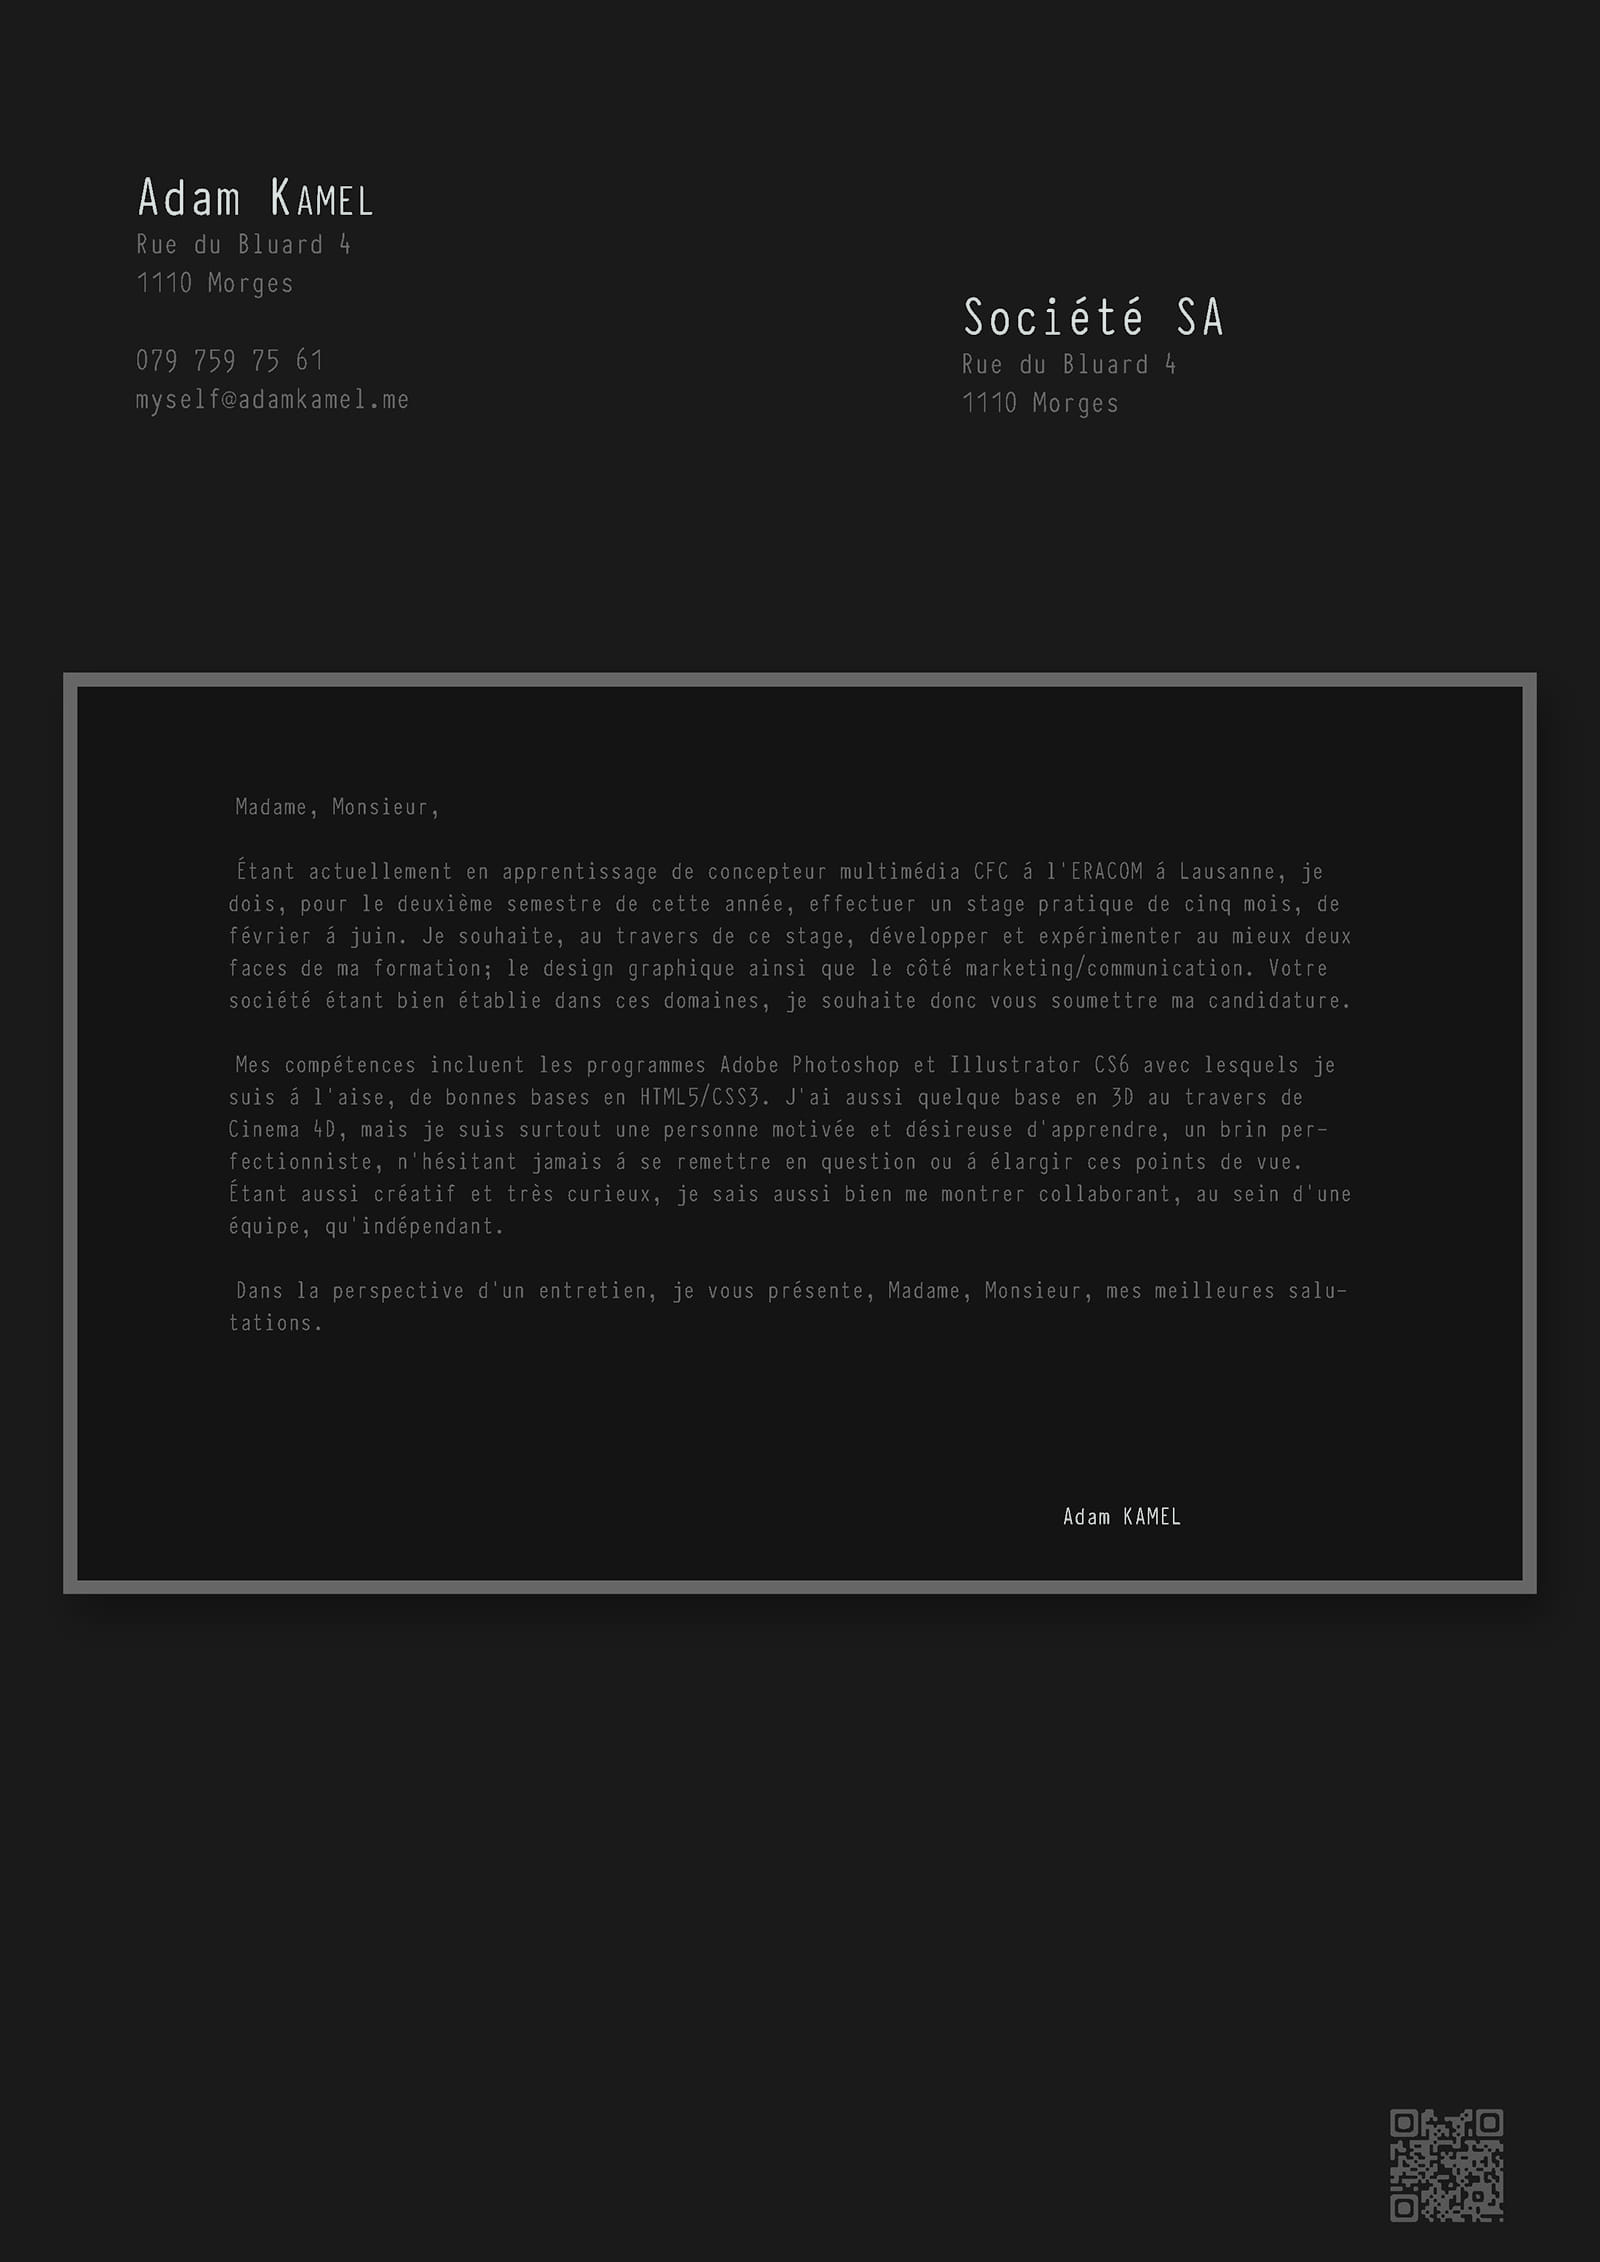 Adam KAMEL
Rue du Bluard 4
1110 Morges
079 759 75 61
myself@adamkamel.me
Société SA
Rue du Bluard 4
1110 Morges
Madame, Monsieur,
Étant actuellement en apprentissage de concepteur multimédia CFC á l'ERACOM á Lausanne, je
dois, pour le deuxième semestre de cette année, effectuer un stage pratique de cinq mois, de
février á juin. Je souhaite, au travers de ce stage, développer et expérimenter au mieux deux
faces de ma formation; le design graphique ainsi que le côté marketing/communication. Votre
société étant bien établie dans ces domaines, je souhaite donc vous soumettre ma candidature.
Mes compétences incluent les programmes Adobe Photoshop et Illustrator CS6 avec lesquels je
suis á l'aise, de bonnes bases en HTML5/CSS3. J'ai aussi quelque base en 3D au travers de
Cinema 4D, mais je suis surtout une personne motivée et désireuse d'apprendre, un brin per-
fectionniste, n'hésitant jamais á se remettre en question ou á élargir ces points de vue.
Étant aussi créatif et très curieux, je sais aussi bien me montrer collaborant, au sein d'une
équipe, qu'indépendant.
Dans la perspective d'un entretien, je vous présente, Madame, Monsieur, mes meilleures salu-
tations.
Adam KAMEL